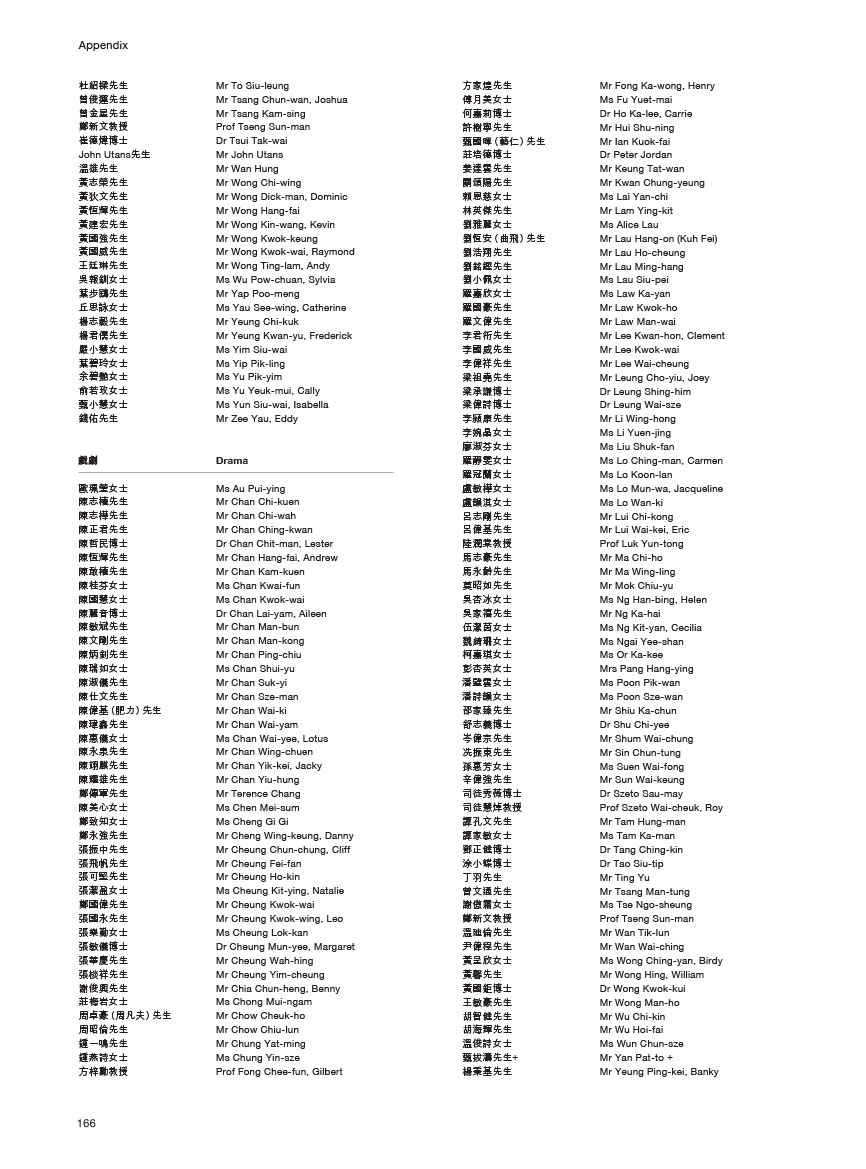 Appendix
杜紹樑先生 Mr To Siu-leung
曾俊運先生 Mr Tsang Chun-wan, Joshua
曾金星先生 Mr Tsang Kam-sing
鄭新文教授 Prof Tseng Sun-man
崔德煒博士 Dr Tsui Tak-wai
John Utans先生 Mr John Utans
溫雄先生 Mr Wan Hung
黃志榮先生 Mr Wong Chi-wing
黃狄文先生 Mr Wong Dick-man, Dominic
黃恆輝先生 Mr Wong Hang-fai
黃建宏先生 Mr Wong Kin-wang, Kevin
黃國強先生 Mr Wong Kwok-keung
黃國威先生 Mr Wong Kwok-wai, Raymond
王廷琳先生 Mr Wong Ting-lam, Andy
吳報釧女士 Ms Wu Pow-chuan, Sylvia
葉步鷗先生 Mr Yap Poo-meng
丘思詠女士 Ms Yau See-wing, Catherine
楊志毅先生 Mr Yeung Chi-kuk
楊君儒先生 Mr Yeung Kwan-yu, Frederick
嚴小慧女士 Ms Yim Siu-wai
葉碧玲女士 Ms Yip Pik-ling
余碧艷女士 Ms Yu Pik-yim
俞若玫女士 Ms Yu Yeuk-mui, Cally
甄小慧女士 Ms Yun Siu-wai, Isabella
錢佑先生 Mr Zee Yau, Eddy
戲劇 Drama
歐珮瑩女士 Ms Au Pui-ying
陳志權先生 Mr Chan Chi-kuen
陳志樺先生 Mr Chan Chi-wah
陳正君先生 Mr Chan Ching-kwan
陳哲民博士 Dr Chan Chit-man, Lester
陳恆輝先生 Mr Chan Hang-fai, Andrew
陳敢權先生 Mr Chan Kam-kuen
陳桂芬女士 Ms Chan Kwai-fun
陳國慧女士 Ms Chan Kwok-wai
陳麗音博士 Dr Chan Lai-yam, Aileen
陳敏斌先生 Mr Chan Man-bun
陳文剛先生 Mr Chan Man-kong
陳炳釗先生 Mr Chan Ping-chiu
陳瑞如女士 Ms Chan Shui-yu
陳淑儀先生 Mr Chan Suk-yi
陳仕文先生 Mr Chan Sze-man
陳偉基 (肥力) 先生 Mr Chan Wai-ki
陳瑋鑫先生 Mr Chan Wai-yam
陳惠儀女士 Ms Chan Wai-yee, Lotus
陳永泉先生 Mr Chan Wing-chuen
陳翊麒先生 Mr Chan Yik-kei, Jacky
陳耀雄先生 Mr Chan Yiu-hung
鄭傳軍先生 Mr Terence Chang
陳美心女士 Ms Chen Mei-sum
鄭致知女士 Ms Cheng Gi Gi
鄭永強先生 Mr Cheng Wing-keung, Danny
張振中先生 Mr Cheung Chun-chung, Cliff
張飛帆先生 Mr Cheung Fei-fan
張可堅先生 Mr Cheung Ho-kin
張潔盈女士 Ms Cheung Kit-ying, Natalie
鄭國偉先生 Mr Cheung Kwok-wai
張國永先生 Mr Cheung Kwok-wing, Leo
張樂勤女士 Ms Cheung Lok-kan
張敏儀博士 Dr Cheung Mun-yee, Margaret
張華慶先生 Mr Cheung Wah-hing
張棪祥先生 Mr Cheung Yim-cheung
謝俊興先生 Mr Chia Chun-heng, Benny
莊梅岩女士 Ms Chong Mui-ngam
周卓豪 (周凡夫) 先生 Mr Chow Cheuk-ho
周昭倫先生 Mr Chow Chiu-lun
鍾一鳴先生 Mr Chung Yat-ming
鍾燕詩女士 Ms Chung Yin-sze
方梓勳教授 Prof Fong Chee-fun, Gilbert
方家煌先生 Mr Fong Ka-wong, Henry
傅月美女士 Ms Fu Yuet-mai
何嘉莉博士 Dr Ho Ka-lee, Carrie
許樹寧先生 Mr Hui Shu-ning
甄國暉 (藝仁) 先生 Mr Ian Kuok-fai
莊培德博士 Dr Peter Jordan
姜達雲先生 Mr Keung Tat-wan
關頌陽先生 Mr Kwan Chung-yeung
賴恩慈女士 Ms Lai Yan-chi
林英傑先生 Mr Lam Ying-kit
劉雅麗女士 Ms Alice Lau
劉恆安 (曲飛) 先生 Mr Lau Hang-on (Kuh Fei)
劉浩翔先生 Mr Lau Ho-cheung
劉銘鏗先生 Mr Lau Ming-hang
劉小佩女士 Ms Lau Siu-pei
羅嘉欣女士 Ms Law Ka-yan
羅國豪先生 Mr Law Kwok-ho
羅文偉先生 Mr Law Man-wai
李君衎先生 Mr Lee Kwan-hon, Clement
李國威先生 Mr Lee Kwok-wai
李偉祥先生 Mr Lee Wai-cheung
梁祖堯先生 Mr Leung Cho-yiu, Joey
梁承謙博士 Dr Leung Shing-him
梁偉詩博士 Dr Leung Wai-sze
李穎康先生 Mr Li Wing-hong
李婉晶女士 Ms Li Yuen-jing
廖淑芬女士 Ms Liu Shuk-fan
羅靜雯女士 Ms Lo Ching-man, Carmen
羅冠蘭女士 Ms Lo Koon-lan
盧敏樺女士 Ms Lo Mun-wa, Jacqueline
盧韻淇女士 Ms Lo Wan-ki
呂志剛先生 Mr Lui Chi-kong
呂偉基先生 Mr Lui Wai-kei, Eric
陸潤棠教授 Prof Luk Yun-tong
馬志豪先生 Mr Ma Chi-ho
馬永齡先生 Mr Ma Wing-ling
莫昭如先生 Mr Mok Chiu-yu
吳杏冰女士 Ms Ng Han-bing, Helen
吳家禧先生 Mr Ng Ka-hai
伍潔茵女士 Ms Ng Kit-yan, Cecilia
魏綺珊女士 Ms Ngai Yee-shan
柯嘉琪女士 Ms Or Ka-kee
彭杏英女士 Mrs Pang Hang-ying
潘璧雲女士 Ms Poon Pik-wan
潘詩韻女士 Ms Poon Sze-wan
邵家臻先生 Mr Shiu Ka-chun
舒志義博士 Dr Shu Chi-yee
岑偉宗先生 Mr Shum Wai-chung
冼振東先生 Mr Sin Chun-tung
孫惠芳女士 Ms Suen Wai-fong
辛偉強先生 Mr Sun Wai-keung
司徒秀薇博士 Dr Szeto Sau-may
司徒慧焯教授 Prof Szeto Wai-cheuk, Roy
譚孔文先生 Mr Tam Hung-man
譚家敏女士 Ms Tam Ka-man
鄧正健博士 Dr Tang Ching-kin
涂小蝶博士 Dr Tao Siu-tip
丁羽先生 Mr Ting Yu
曾文通先生 Mr Tsang Man-tung
謝傲霜女士 Ms Tse Ngo-sheung
鄭新文教授 Prof Tseng Sun-man
溫迪倫先生 Mr Wan Tik-lun
尹偉程先生 Mr Wan Wai-ching
黃呈欣女士 Ms Wong Ching-yan, Birdy
黃馨先生 Mr Wong Hing, William
黃國鉅博士 Dr Wong Kwok-kui
王敏豪先生 Mr Wong Man-ho
胡智健先生 Mr Wu Chi-kin
胡海輝先生 Mr Wu Hoi-fai
溫俊詩女士 Ms Wun Chun-sze
甄拔濤先生+ Mr Yan Pat-to +
楊秉基先生 Mr Yeung Ping-kei, Banky
166